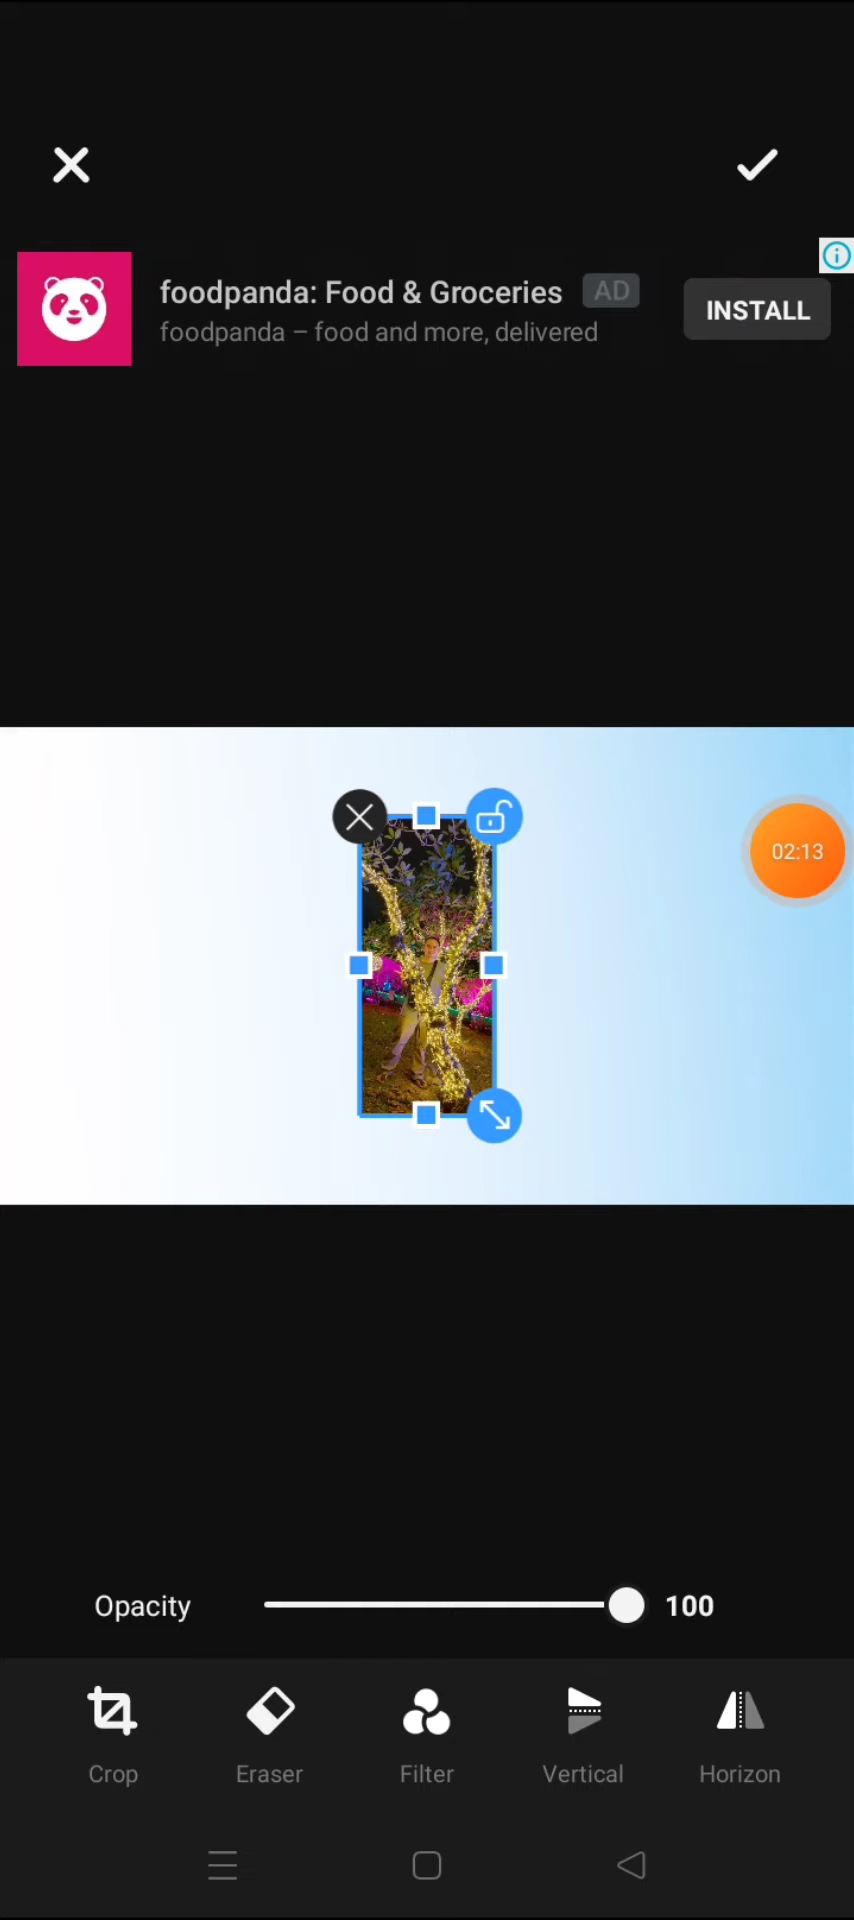 foodpanda: Food & Groceries AD
foodpanda – food and more, delivered
INSTALL
02:13
Opacity 100
Crop Eraser Filter Vertical Horizon